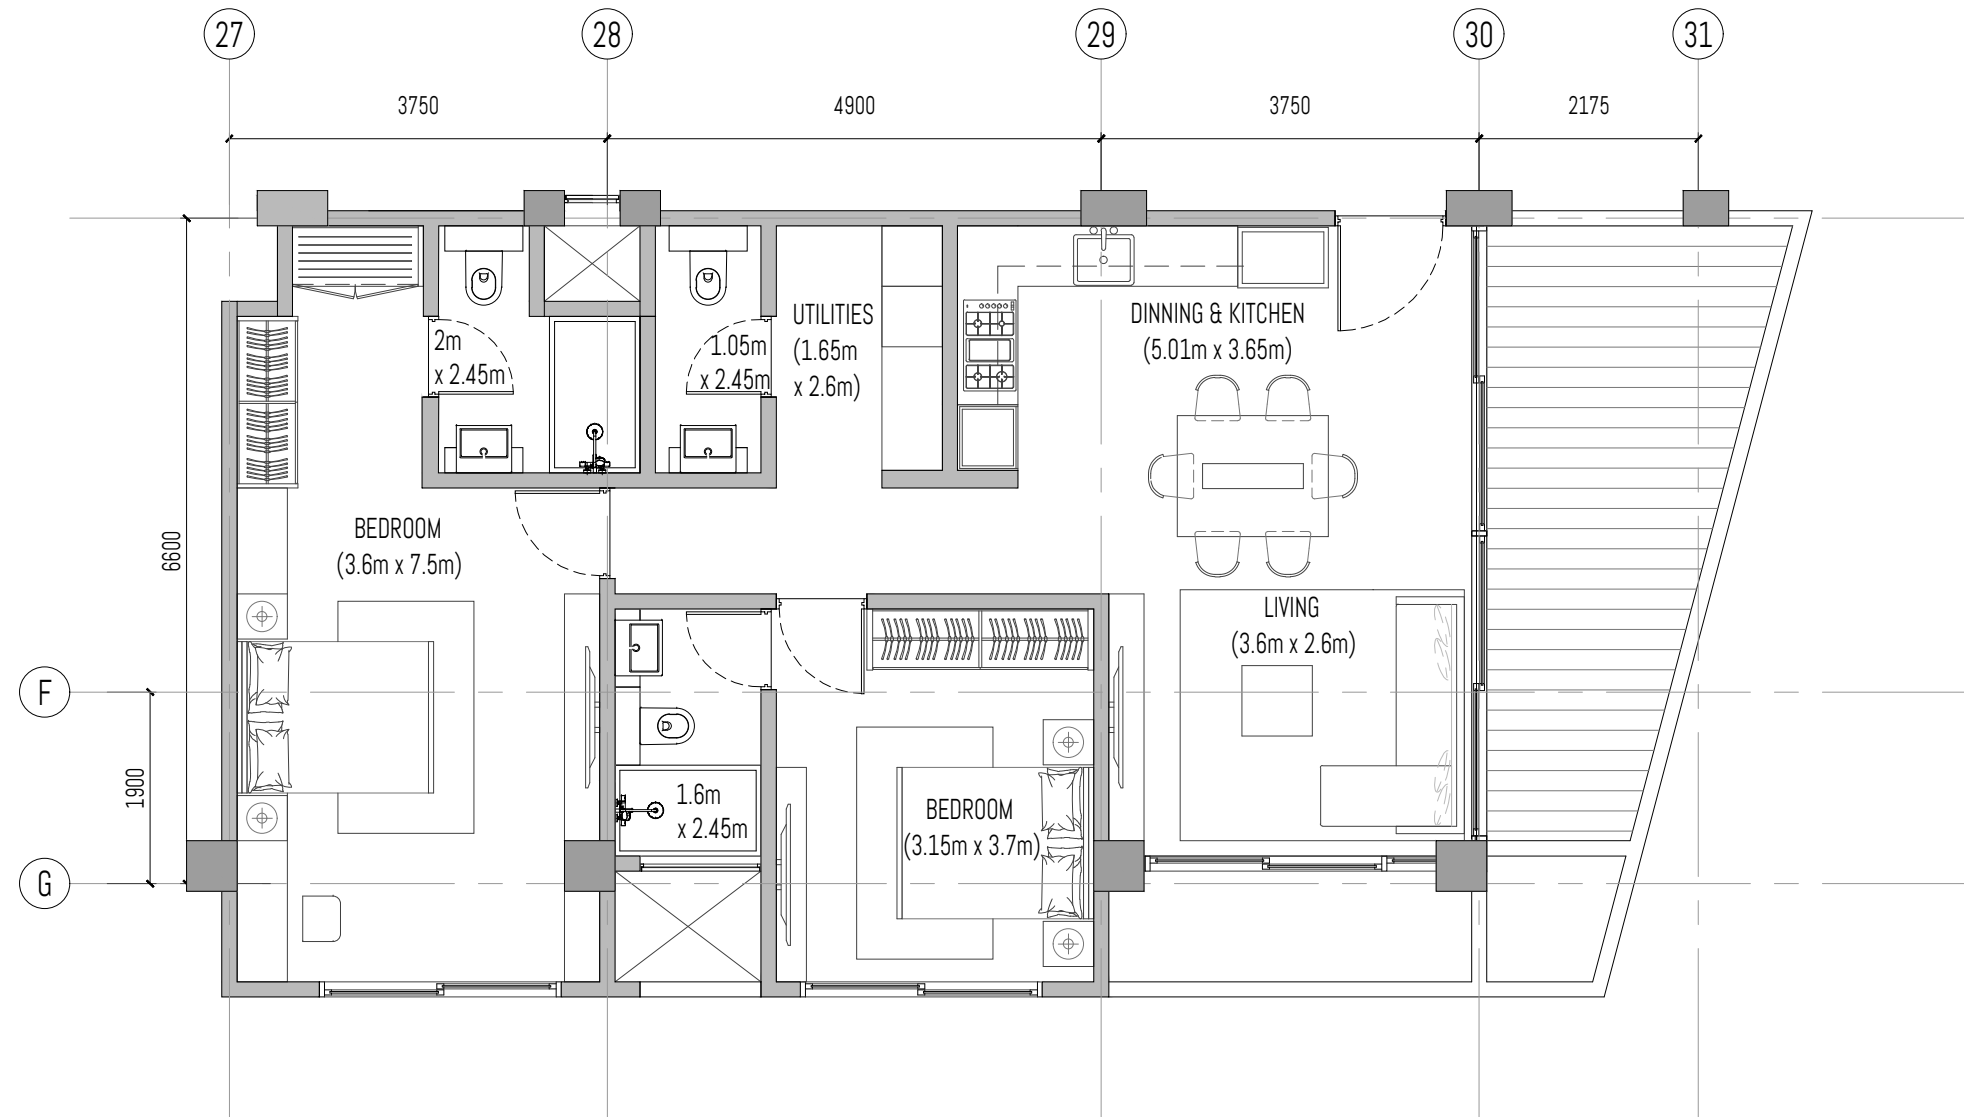 27
28
29
30
31
3750
4900
3750
2175
UTILITIES
(1.65m
x 2.6m)
DINNING & KITCHEN
(5.01m x 3.65m)
2m
x 2.45m
1.05m
x 2.45m
BEDROOM
(3.6m x 7.5m)
6600
LIVING
(3.6m x 2.6m)
F
1900
1.6m
x 2.45m
BEDROOM
(3.15m x 3.7m)
G